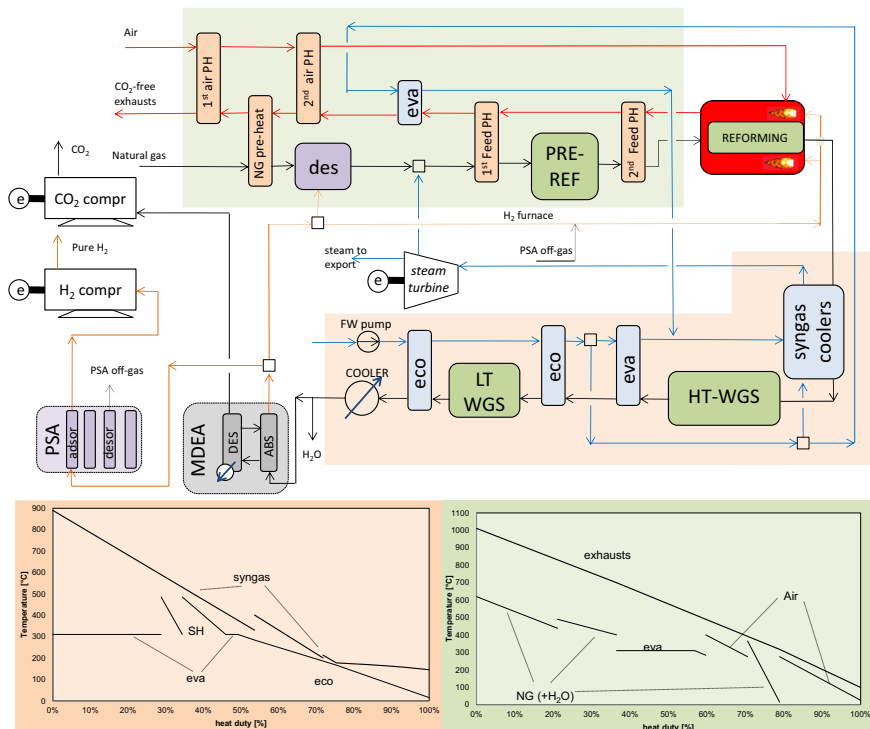 Air
1st air PH
2nd air PH
CO2-free
exhausts
eva
NG pre-heat
1st Feed PH
2nd Feed PH
REFORMING
CO2
Natural gas
des
PRE-
REF
e
CO2 compr
H2 furnace
Pure H2
steam to
export
PSA off-gas
steam
turbine
e
e
H2 compr
FW pump
syngas
coolers
COOLER
eco
LT
WGS
eco
eva
HT-WGS
PSA off-gas
PSA
adsor
desor
MDEA
DES
ABS
H2O
900
800
700
600
500
400
300
200
100
0
Temperature [°C]
syngas
SH
eva
eco
0%
10%
20%
30%
40%
50%
60%
70%
80%
90%
100%
heat duty [%]
1100
1000
900
800
700
600
500
400
300
200
100
0
Temperature [°C]
exhausts
Air
eva
NG (+H2O)
0%
10%
20%
30%
40%
50%
60%
70%
80%
90%
100%
heat duty [%]